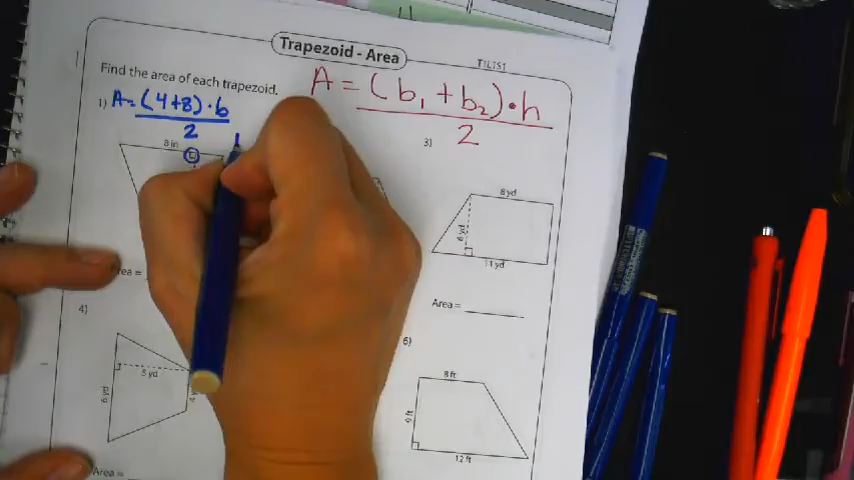 Trapezoid - Area
T1L1S1
Find the area of each trapezoid.
A = (b₁ + b₂) • h
2
1) A = (4+8) • 6
2
8 in
3)
8 yd
6 yd
11 yd
Area =
Area =
4)
5 yd
6 yd
Area =
6)
8 ft
9 ft
12 ft